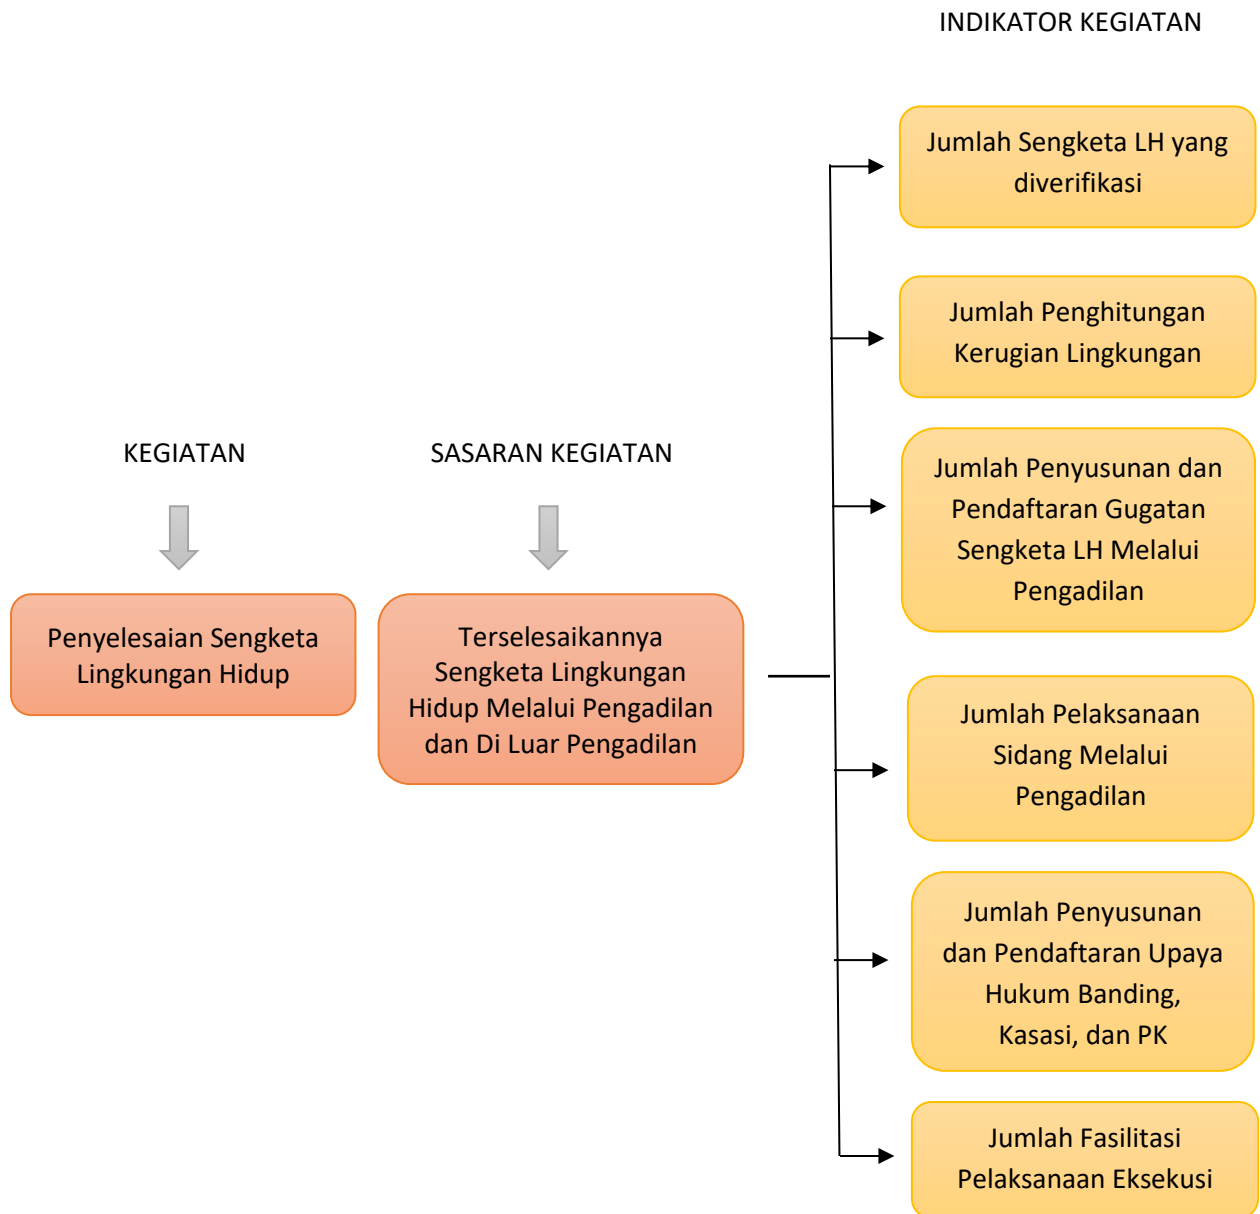 INDIKATOR KEGIATAN
Jumlah Sengketa LH yang
diverifikasi
Jumlah Penghitungan
Kerugian Lingkungan
KEGIATAN
SASARAN KEGIATAN
Jumlah Penyusunan dan
Pendaftaran Gugatan
Sengketa LH Melalui
Pengadilan
Penyelesaian Sengketa
Lingkungan Hidup
Terselesaikannya
Sengketa Lingkungan
Hidup Melalui Pengadilan
dan Di Luar Pengadilan
Jumlah Pelaksanaan
Sidang Melalui
Pengadilan
Jumlah Penyusunan
dan Pendaftaran Upaya
Hukum Banding,
Kasasi, dan PK
Jumlah Fasilitasi
Pelaksanaan Eksekusi